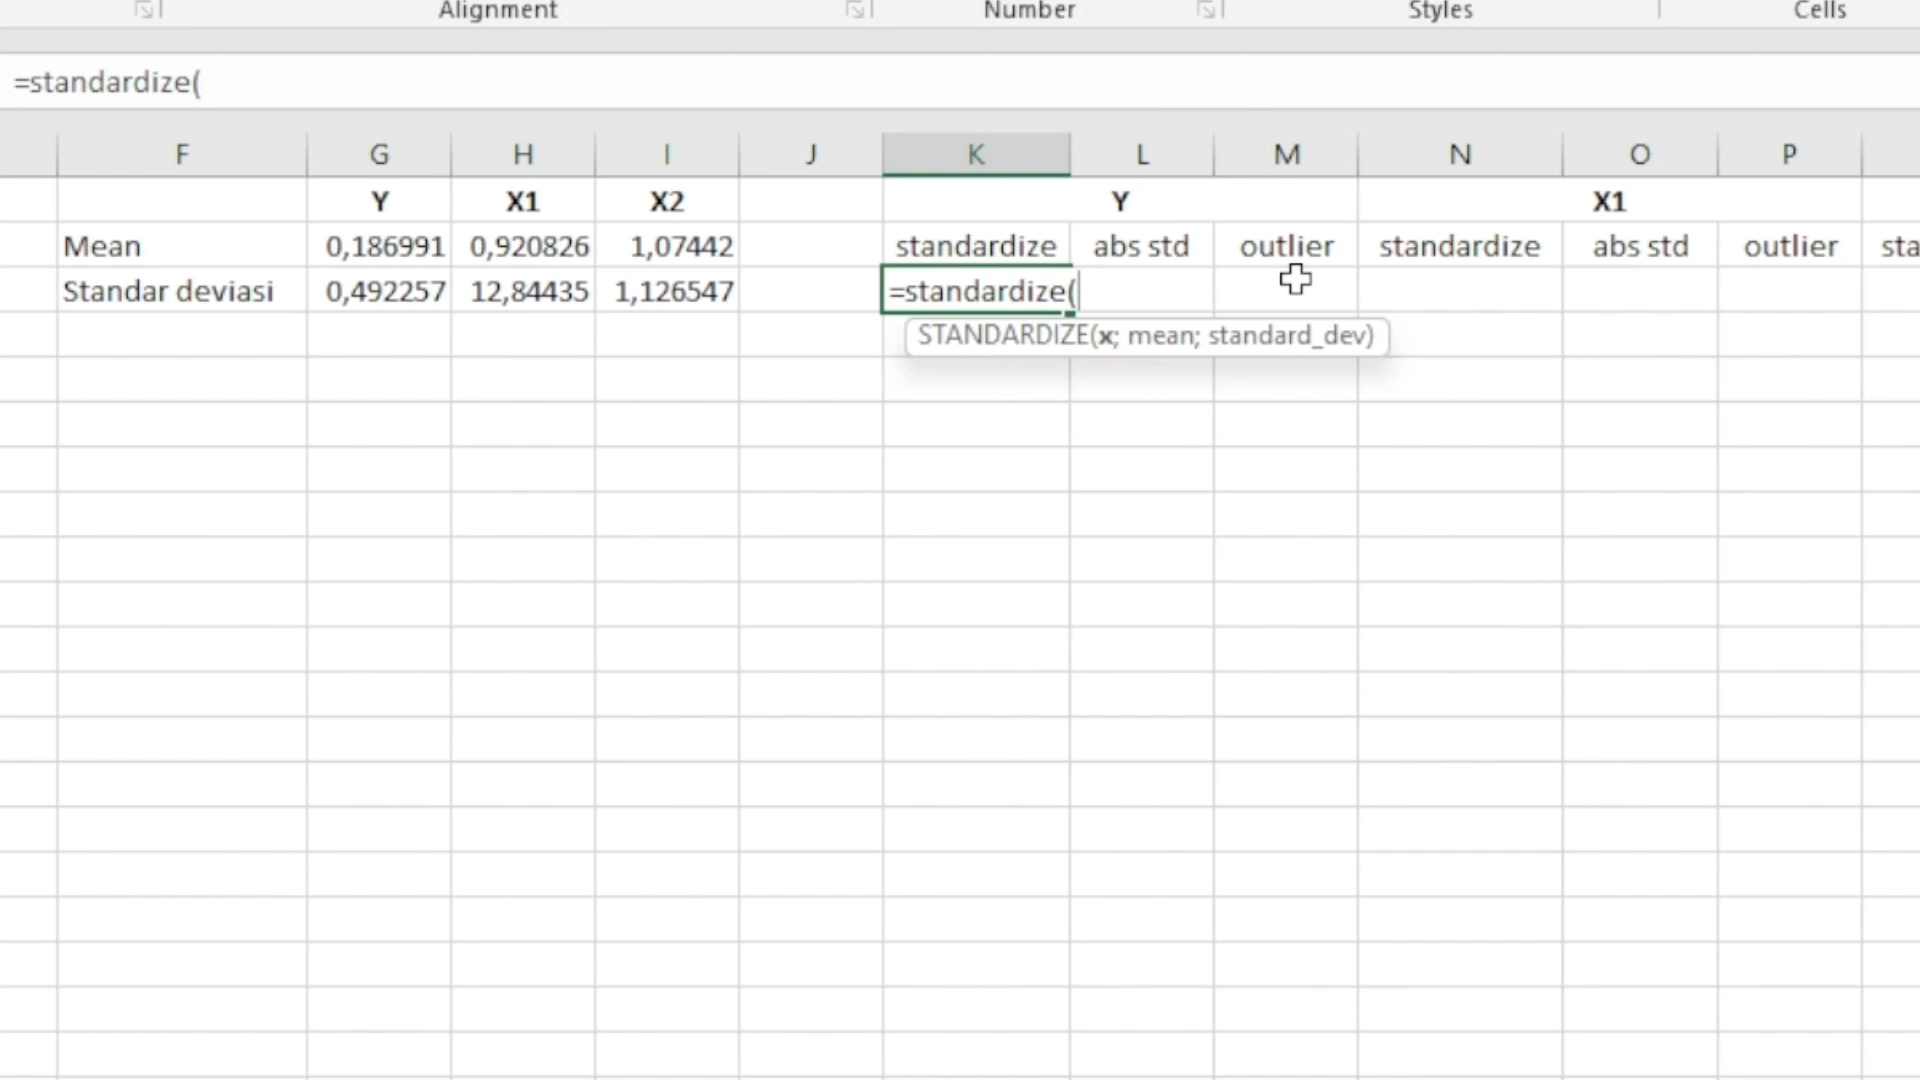 Alignment Number Styles Cells
=standardize(
F G H I J K L M N O P
Y X1 X2 Y X1
Mean 0,186991 0,920826 1,07442 standardize abs std outlier standardize abs std outlier sta
Standar deviasi 0,492257 12,84435 1,126547 =standardize(
STANDARDIZE(x; mean; standard_dev)